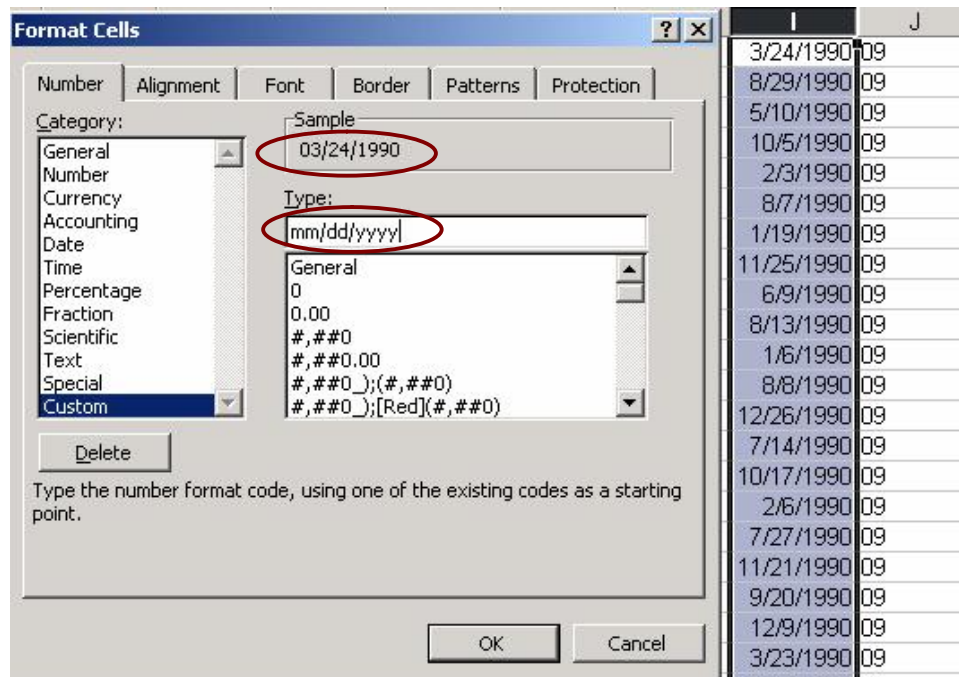 Format Cells ? X
Number Alignment Font Border Patterns Protection
Category:
General
Number
Currency
Accounting
Date
Time
Percentage
Fraction
Scientific
Text
Special
Custom
Sample
03/24/1990
Type:
mm/dd/yyyy
General
0
0.00
#,##0
#,##0.00
#,##0_);(#,##0)
#,##0_);[Red](#,##0)
Delete
Type the number format code, using one of the existing codes as a starting
point.
OK Cancel
I J
3/24/1990 09
8/29/1990 09
5/10/1990 09
10/5/1990 09
2/3/1990 09
8/7/1990 09
1/19/1990 09
11/25/1990 09
6/9/1990 09
8/13/1990 09
1/6/1990 09
8/8/1990 09
12/26/1990 09
7/14/1990 09
10/17/1990 09
2/6/1990 09
7/27/1990 09
11/21/1990 09
9/20/1990 09
12/9/1990 09
3/23/1990 09